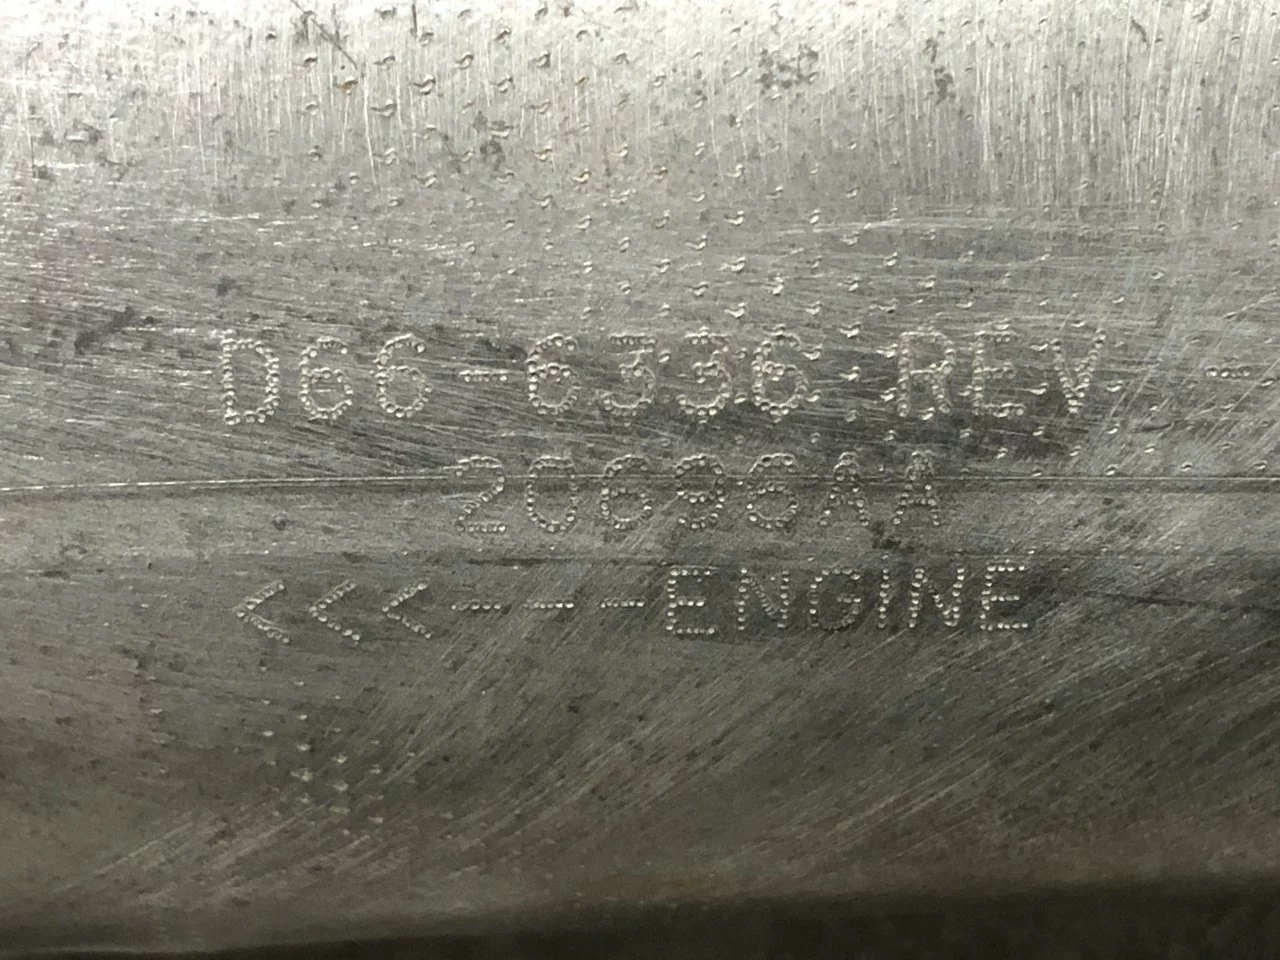 D66-6336 REV -
20696AA
<<<---ENGINE